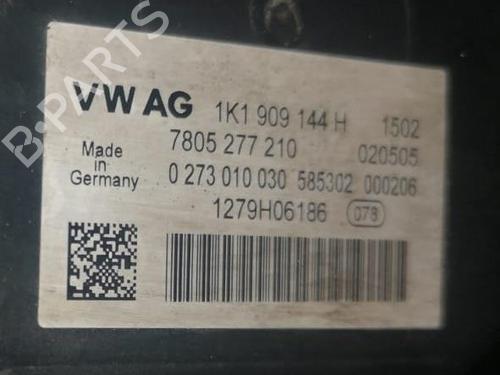 B-PARTS
VW AG 1K1 909 144 H 1502
7805 277 210 020505
Made in Germany
0 273 010 030 585302 000206
1279H06186 078